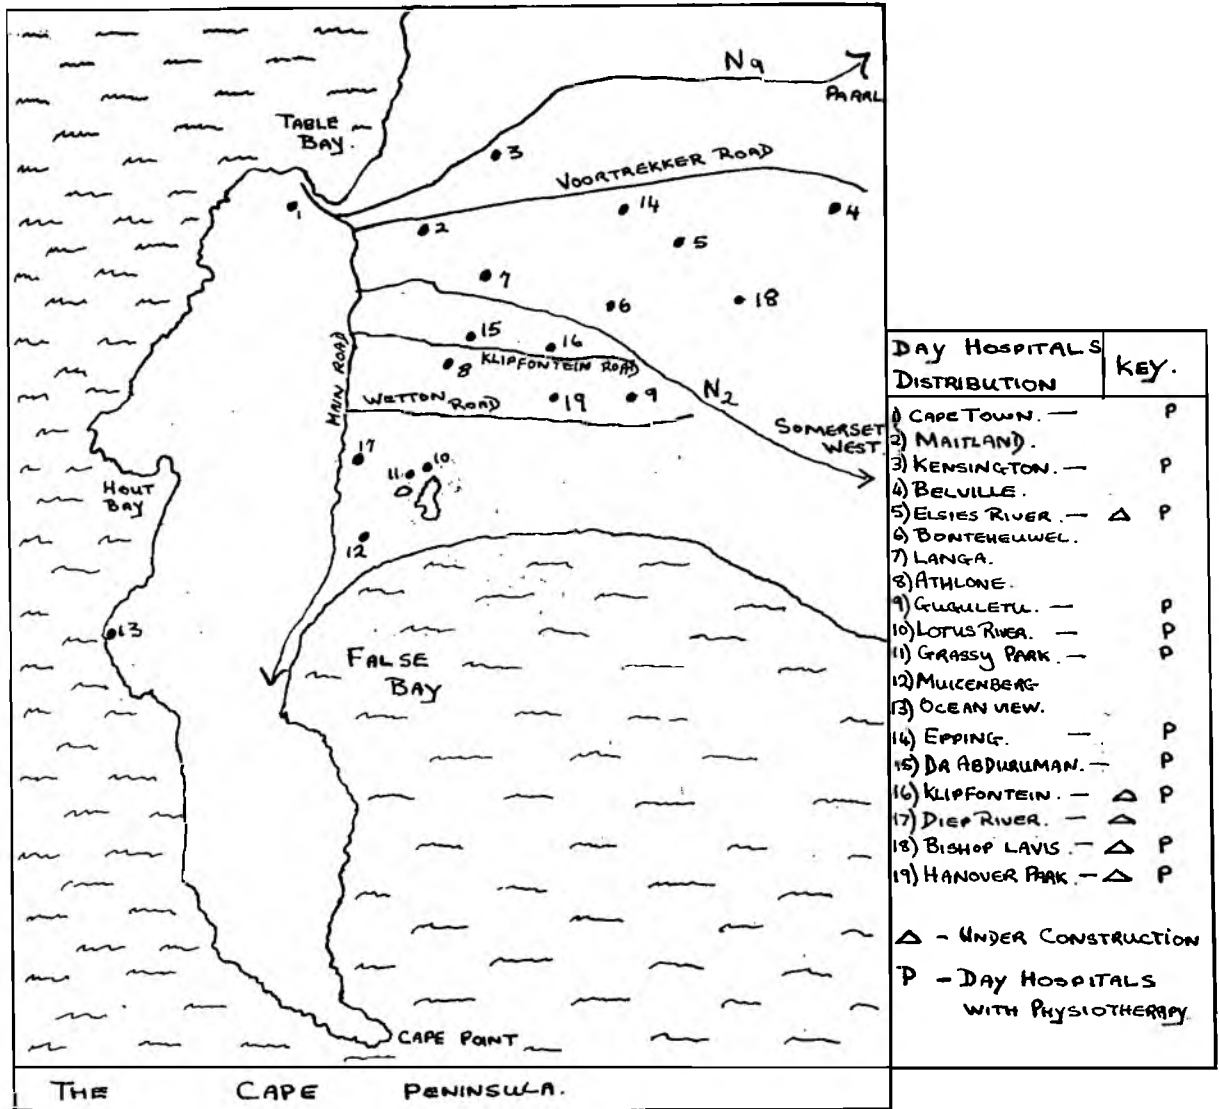 N9
PAARL
TABLE
BAY.
3
VOORTREKKER ROAD
1
14
4
2
5
7
6
18
15
16
KLIPFONTEIN ROAD
8
MAIN ROAD
WETTON ROAD
19
9
N2
SOMERSET
WEST.
17
10
11
HOUT
BAY
12
13
FALSE
BAY
CAPE POINT
THE CAPE PENINSULA.
DAY HOSPITALS
DISTRIBUTION
KEY.
1) CAPE TOWN. — P
2) MAITLAND.
3) KENSINGTON. — P
4) BELVILLE.
5) ELSIES RIVER. — △ P
6) BONTEHEUWEL.
7) LANGA.
8) ATHLONE.
9) GUGULETU. — P
10) LOTUS RIVER. — P
11) GRASSY PARK. — P
12) MUIZENBERG
13) OCEAN VIEW.
14) EPPING. — P
15) DR ABDURUMAN. — P
16) KLIPFONTEIN. — △ P
17) DIEP RIVER. — △
18) BISHOP LAVIS. — △ P
19) HANOVER PARK. — △ P
△ - UNDER CONSTRUCTION
P - DAY HOSPITALS
WITH PHYSIOTHERAPY